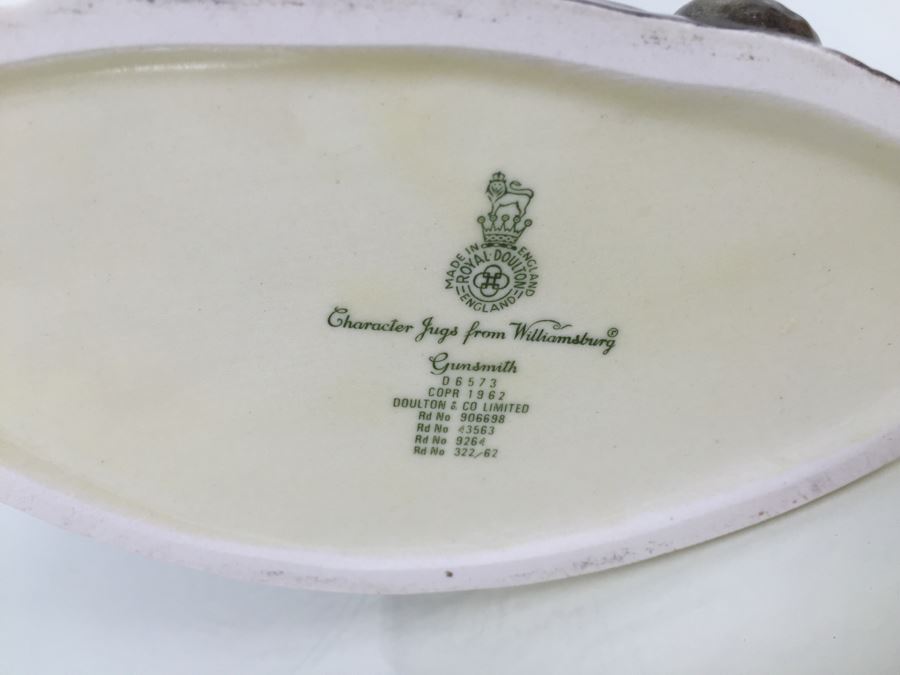 MADE IN ENGLAND
ROYAL·DOULTON
ENGLAND
Character Jugs from Williamsburg©
Gunsmith
D 6573
COPR 1962
DOULTON & CO LIMITED
Rd No 906698
Rd No 43563
Rd No 9264
Rd No 322/62